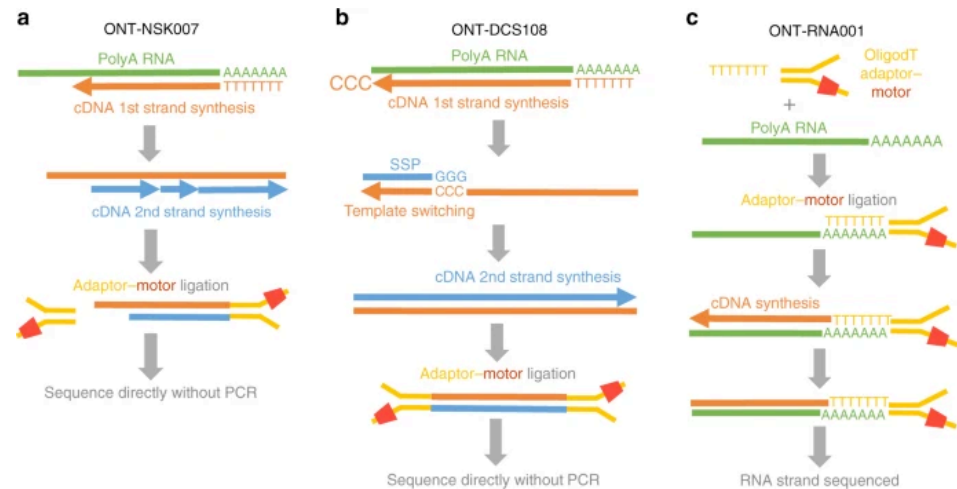 a
ONT-NSK007
PolyA RNA
AAAAAAA
TTTTTTT
cDNA 1st strand synthesis
cDNA 2nd strand synthesis
Adaptor–motor ligation
Sequence directly without PCR
b
ONT-DCS108
PolyA RNA
AAAAAAA
CCC
TTTTTTT
cDNA 1st strand synthesis
SSP
GGG
CCC
Template switching
cDNA 2nd strand synthesis
Adaptor–motor ligation
Sequence directly without PCR
c
ONT-RNA001
TTTTTTT
OligodT
adaptor–
motor
+
PolyA RNA
AAAAAAA
Adaptor–motor ligation
TTTTTTT
AAAAAAA
cDNA synthesis
TTTTTTT
AAAAAAA
TTTTTTT
AAAAAAA
RNA strand sequenced